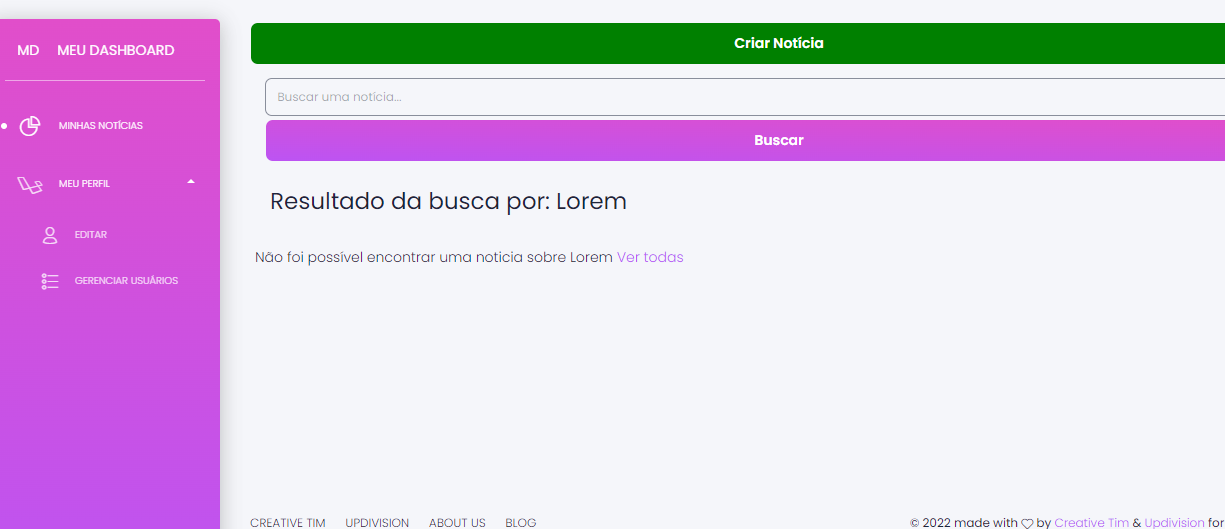 MD MEU DASHBOARD
MINHAS NOTÍCIAS
MEU PERFIL
EDITAR
GERENCIAR USUÁRIOS
Criar Notícia
Buscar uma notícia...
Buscar
Resultado da busca por: Lorem
Não foi possível encontrar uma noticia sobre Lorem Ver todas
CREATIVE TIM UPDIVISION ABOUT US BLOG
© 2022 made with by Creative Tim & Updivision for